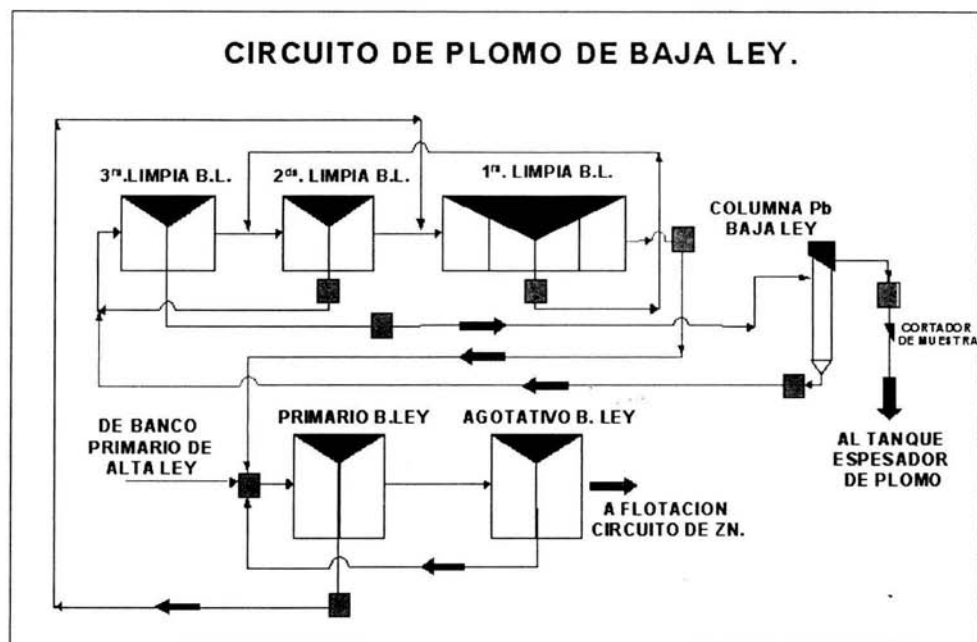 CIRCUITO DE PLOMO DE BAJA LEY.
3ra.LIMPIA B.L.
2da. LIMPIA B.L.
1ra. LIMPIA B.L.
COLUMNA Pb
BAJA LEY
CORTADOR
DE MUESTRA
DE BANCO
PRIMARIO DE
ALTA LEY
PRIMARIO B.LEY
AGOTATIVO B. LEY
A FLOTACION
CIRCUITO DE ZN.
AL TANQUE
ESPESADOR
DE PLOMO